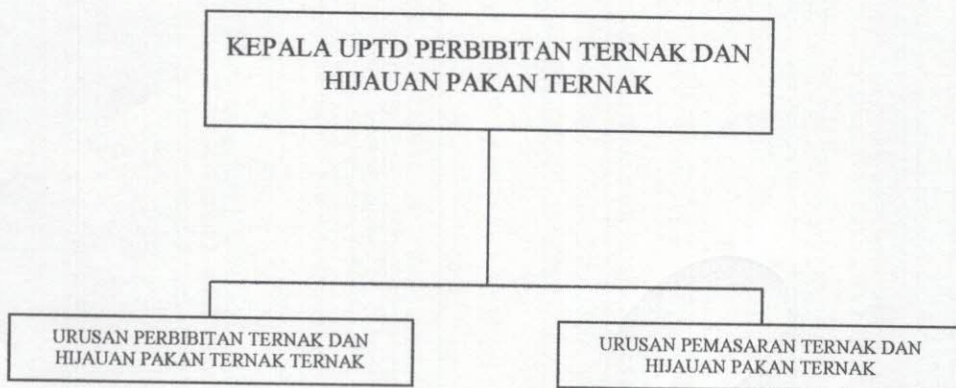 KEPALA UPTD PERBIBITAN TERNAK DAN
HIJAUAN PAKAN TERNAK
URUSAN PERBIBITAN TERNAK DAN
HIJAUAN PAKAN TERNAK TERNAK
URUSAN PEMASARAN TERNAK DAN
HIJAUAN PAKAN TERNAK